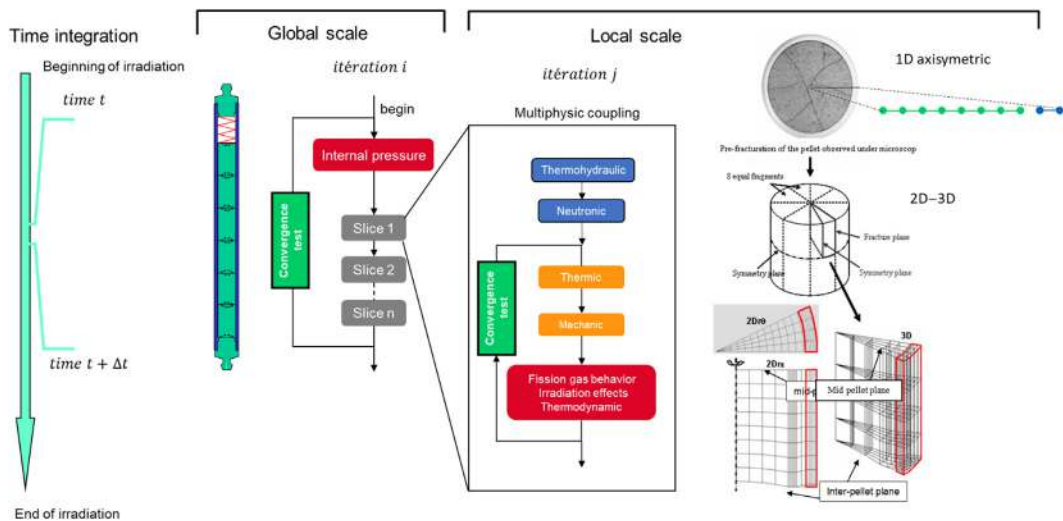 Time integration
Beginning of irradiation
time t
time t + Δt
End of irradiation
Global scale
itération i
begin
Internal pressure
Convergence
test
Slice 1
Slice 2
Slice n
Local scale
itération j
Multiphysic coupling
Thermohydraulic
Neutronic
Convergence
test
Thermic
Mechanic
Fission gas behavior
Irradiation effects
Thermodynamic
1D axisymetric
Pre-fracturation of the pellet observed under microscop
8 equal fragments
2D–3D
Fracture plane
Symmetry plane
Symmetry plane
2Drθ
3D
2Drz
mid-p
Mid pellet plane
Inter-pellet plane